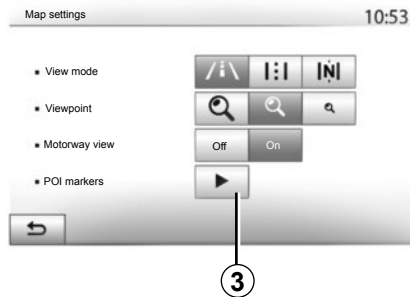 Map settings 10:53
View mode N
Viewpoint
Motorway view Off On
POI markers
3